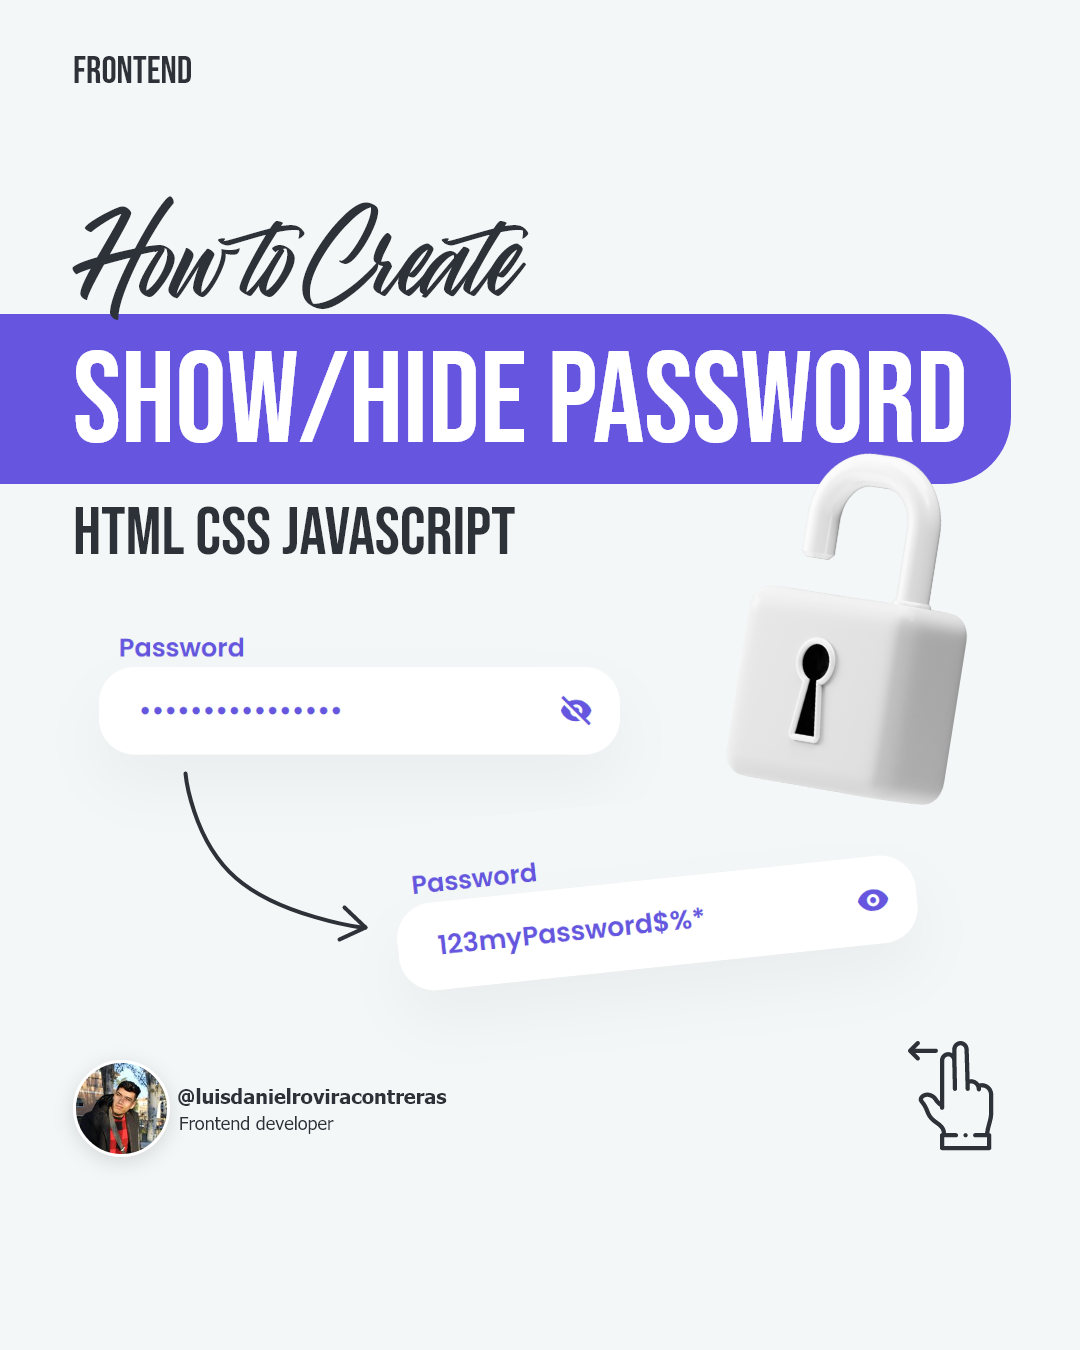 FRONTEND
How to Create
SHOW/HIDE PASSWORD
HTML CSS JAVASCRIPT
Password
••••••••••••••••
Password
123myPassword$%*
@luisdanielroviracontreras
Frontend developer